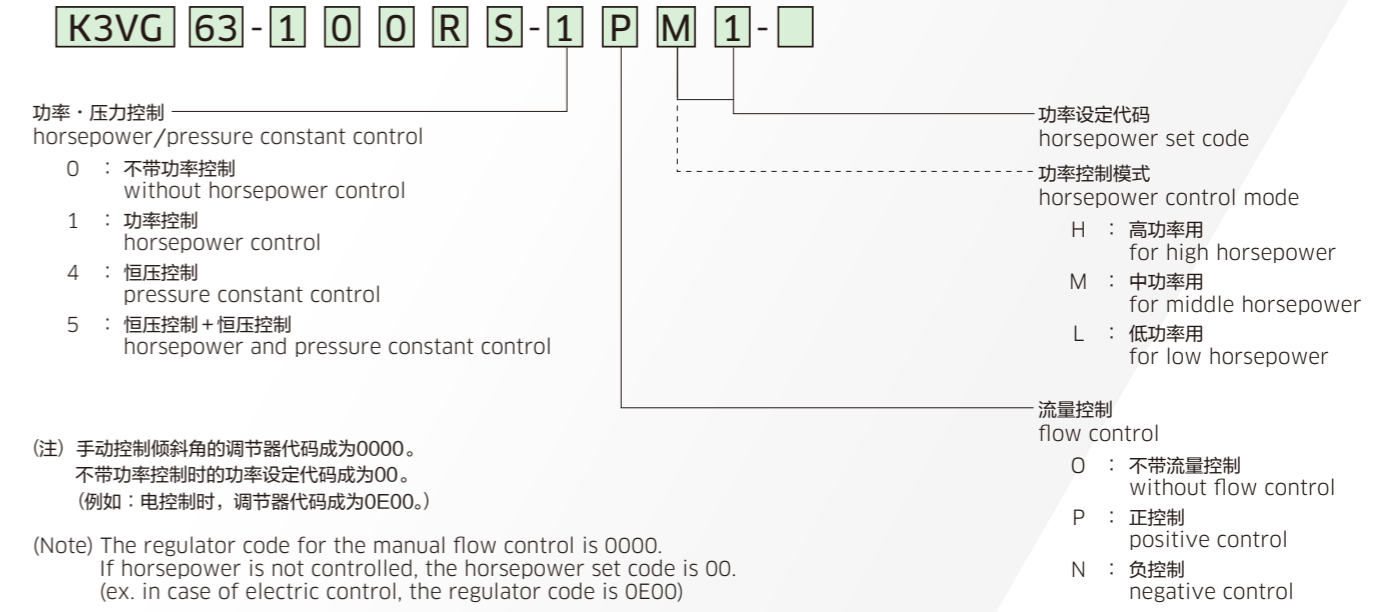 K3VG 63-1 0 0 R S-1 P M 1-
功率・压力控制
horsepower/pressure constant control
0 : 不带功率控制
without horsepower control
1 : 功率控制
horsepower control
4 : 恒压控制
pressure constant control
5 : 恒压控制+恒压控制
horsepower and pressure constant control
(注) 手动控制倾斜角的调节器代码成为0000。
不带功率控制时的功率设定代码成为00。
(例如：电控制时，调节器代码成为0E00。)
(Note) The regulator code for the manual flow control is 0000.
If horsepower is not controlled, the horsepower set code is 00.
(ex. in case of electric control, the regulator code is 0E00)
功率设定代码
horsepower set code
功率控制模式
horsepower control mode
H : 高功率用
for high horsepower
M : 中功率用
for middle horsepower
L : 低功率用
for low horsepower
流量控制
flow control
O : 不带流量控制
without flow control
P : 正控制
positive control
N : 负控制
negative control